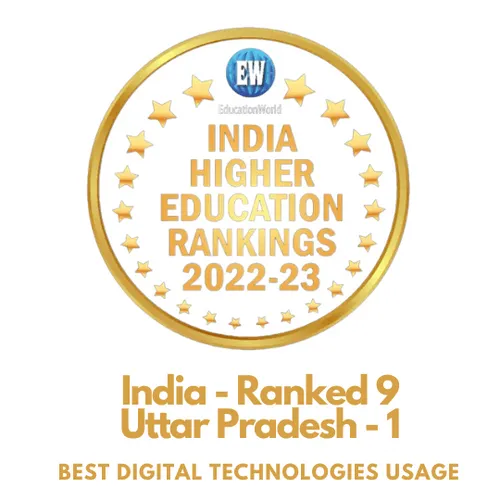 EW
EducationWorld
INDIA
HIGHER
EDUCATION
RANKINGS
2022-23
India - Ranked 9
Uttar Pradesh - 1
BEST DIGITAL TECHNOLOGIES USAGE